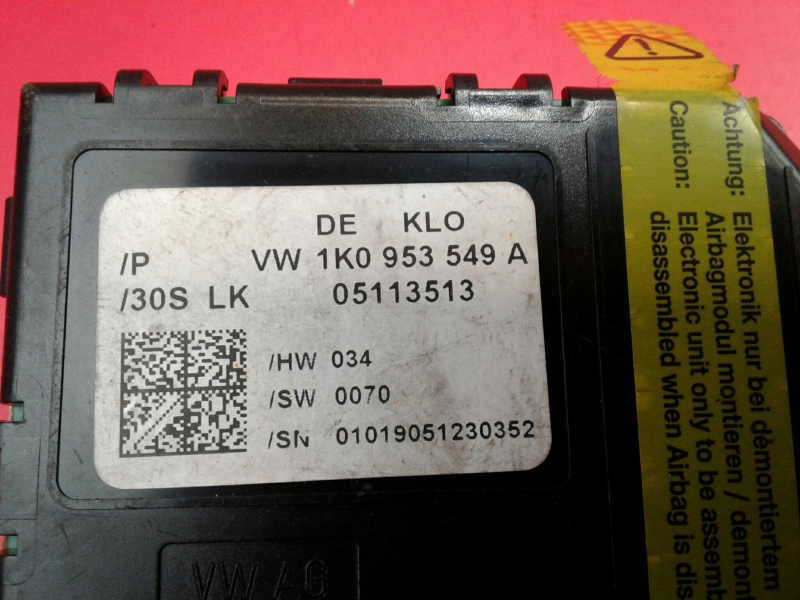 DE KLO
/P VW 1K0 953 549 A
/30S LK 05113513
/HW 034
/SW 0070
/SN 01019051230352
VW AG
Achtung: Elektronik nur bei demontiertem
Airbagmodul montieren / demont
Caution: Electronic unit only to be assemb
disassembled when Airbag is dis